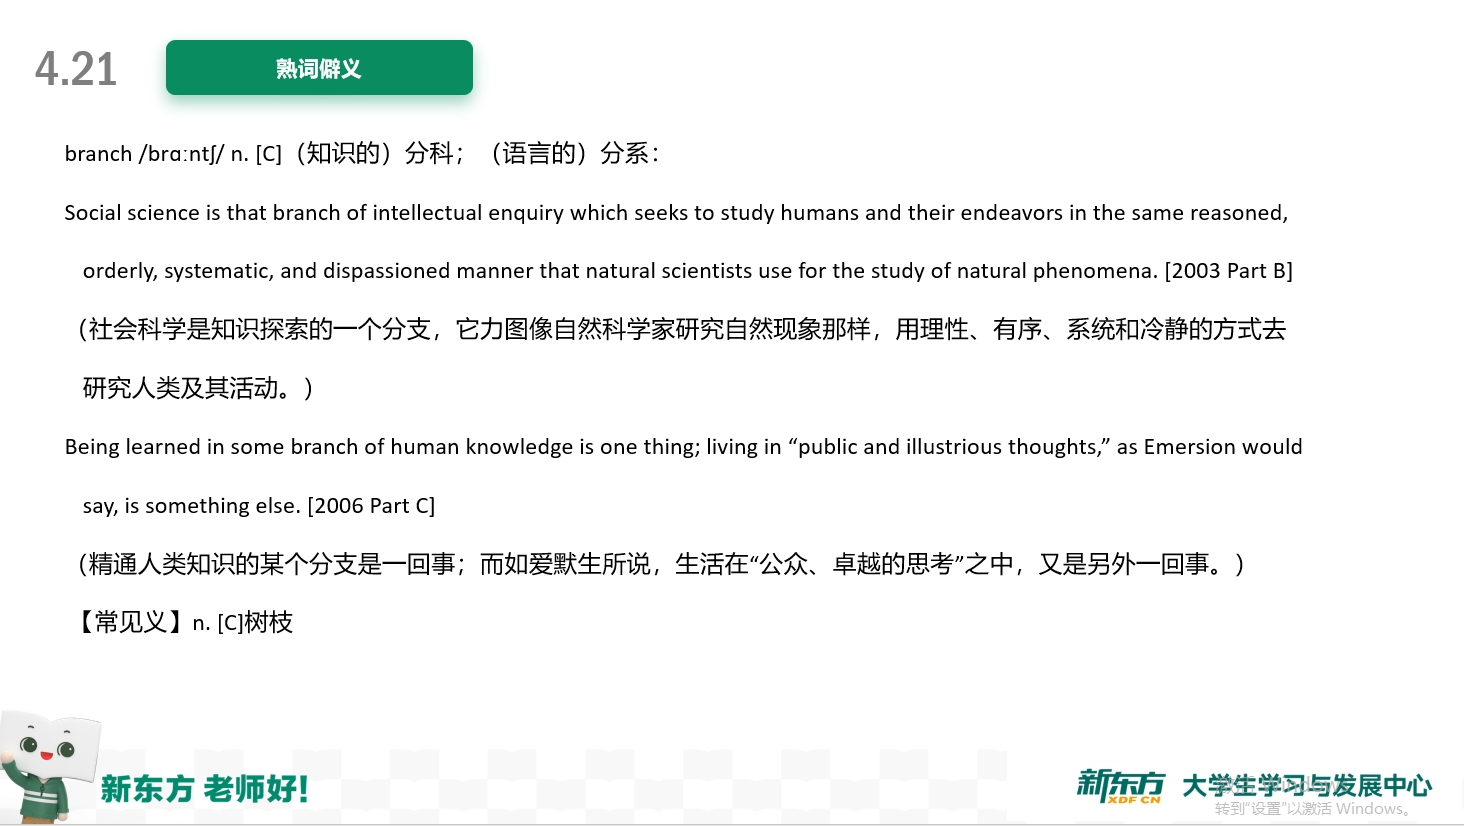 4.21
熟词僻义
branch /brɑːntʃ/ n. [C]（知识的）分科；（语言的）分系：
Social science is that branch of intellectual enquiry which seeks to study humans and their endeavors in the same reasoned,
orderly, systematic, and dispassioned manner that natural scientists use for the study of natural phenomena. [2003 Part B]
（社会科学是知识探索的一个分支，它力图像自然科学家研究自然现象那样，用理性、有序、系统和冷静的方式去
研究人类及其活动。）
Being learned in some branch of human knowledge is one thing; living in “public and illustrious thoughts,” as Emersion would
say, is something else. [2006 Part C]
（精通人类知识的某个分支是一回事；而如爱默生所说，生活在“公众、卓越的思考”之中，又是另外一回事。）
【常见义】n. [C]树枝
新东方 老师好!
新东方 XDF.CN 大学生学习与发展中心
激活 Windows
转到“设置”以激活 Windows。